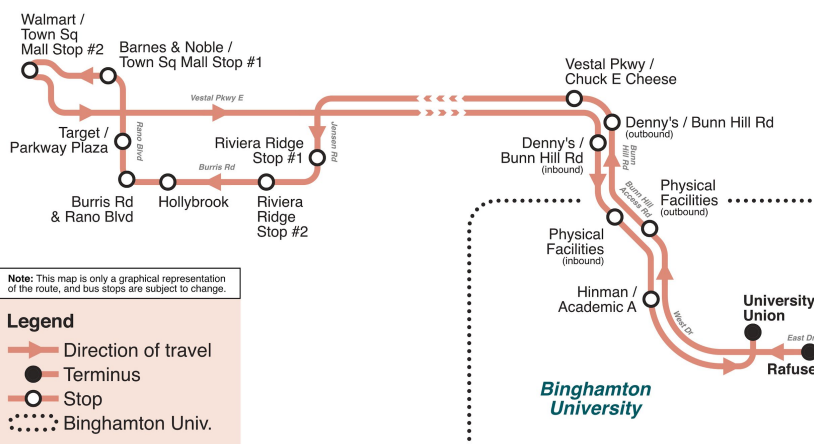 Walmart /
Town Sq
Mall Stop #2
Barnes & Noble /
Town Sq Mall Stop #1
Vestal Pkwy E
Target /
Parkway Plaza
Rano Blvd
Riviera Ridge
Stop #1
Jensen Rd
Burris Rd
Burris Rd
& Rano Blvd
Hollybrook
Riviera
Ridge
Stop #2
Vestal Pkwy /
Chuck E Cheese
Denny's / Bunn Hill Rd
(outbound)
Denny's /
Bunn Hill Rd
(inbound)
Bunn
Hill Rd
Bunn Hill
Access Rd
Physical
Facilities
(outbound)
Physical
Facilities
(inbound)
Hinman /
Academic A
West Dr
University
Union
East Dr
Rafuse
Binghamton
University
Note: This map is only a graphical representation
of the route, and bus stops are subject to change.
Legend
Direction of travel
Terminus
Stop
Binghamton Univ.